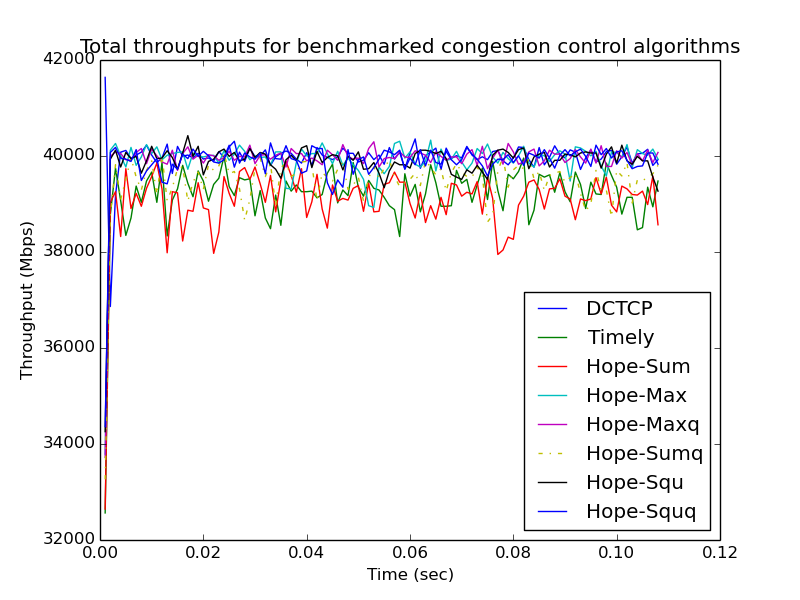 Total throughputs for benchmarked congestion control algorithms
42000
40000
38000
36000
34000
32000
Throughput (Mbps)
DCTCP
Timely
Hope-Sum
Hope-Max
Hope-Maxq
Hope-Sumq
Hope-Squ
Hope-Squq
0.00 0.02 0.04 0.06 0.08 0.10 0.12
Time (sec)